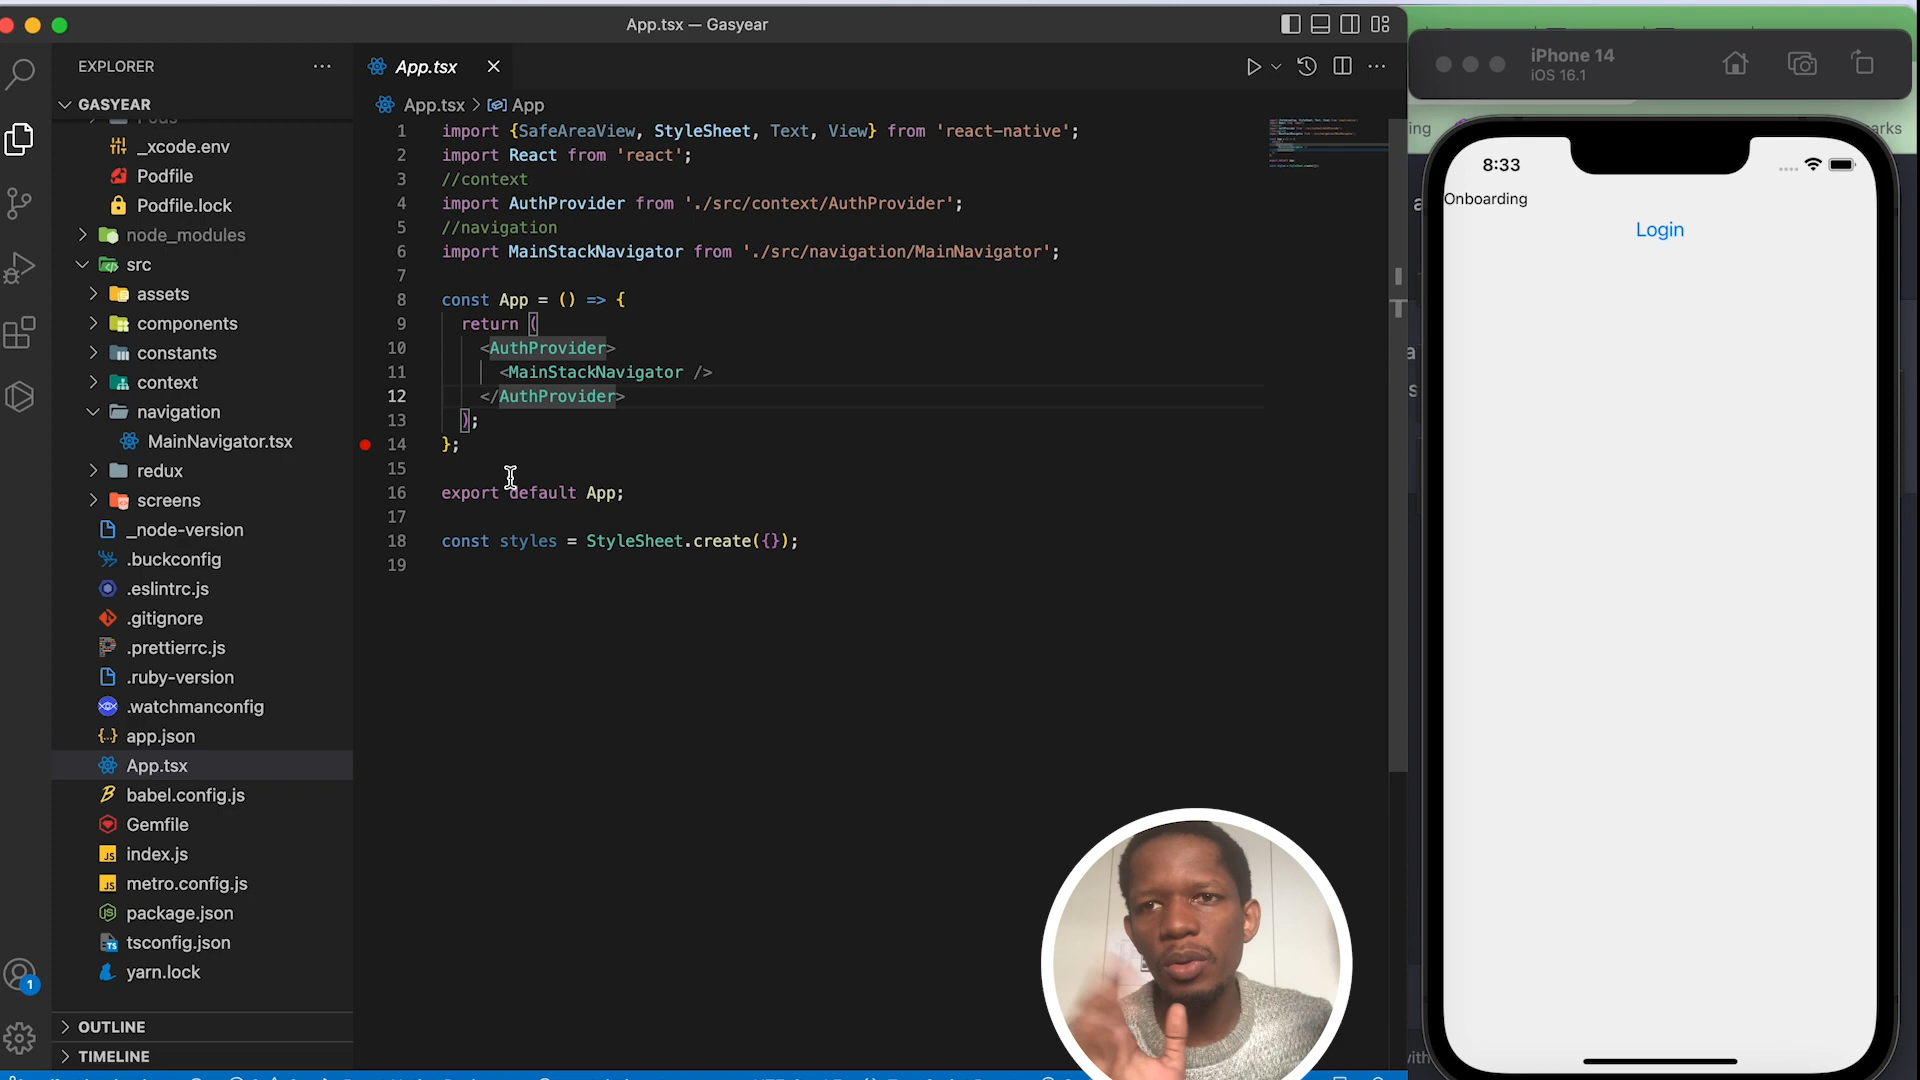 App.tsx — Gasyear
EXPLORER
GASYEAR
Pods
_xcode.env
Podfile
Podfile.lock
node_modules
src
assets
components
constants
context
navigation
MainNavigator.tsx
redux
screens
_node-version
.buckconfig
.eslintrc.js
.gitignore
.prettierrc.js
.ruby-version
.watchmanconfig
app.json
App.tsx
babel.config.js
Gemfile
index.js
metro.config.js
package.json
tsconfig.json
yarn.lock
OUTLINE
TIMELINE
1
App.tsx
App.tsx > App
1 import {SafeAreaView, StyleSheet, Text, View} from 'react-native';
2 import React from 'react';
3 //context
4 import AuthProvider from './src/context/AuthProvider';
5 //navigation
6 import MainStackNavigator from './src/navigation/MainNavigator';
7
8 const App = () => {
9 return (
10 <AuthProvider>
11 <MainStackNavigator />
12 </AuthProvider>
13 );
14 };
15
16 export default App;
17
18 const styles = StyleSheet.create({});
19
iPhone 14
iOS 16.1
8:33
Onboarding
Login